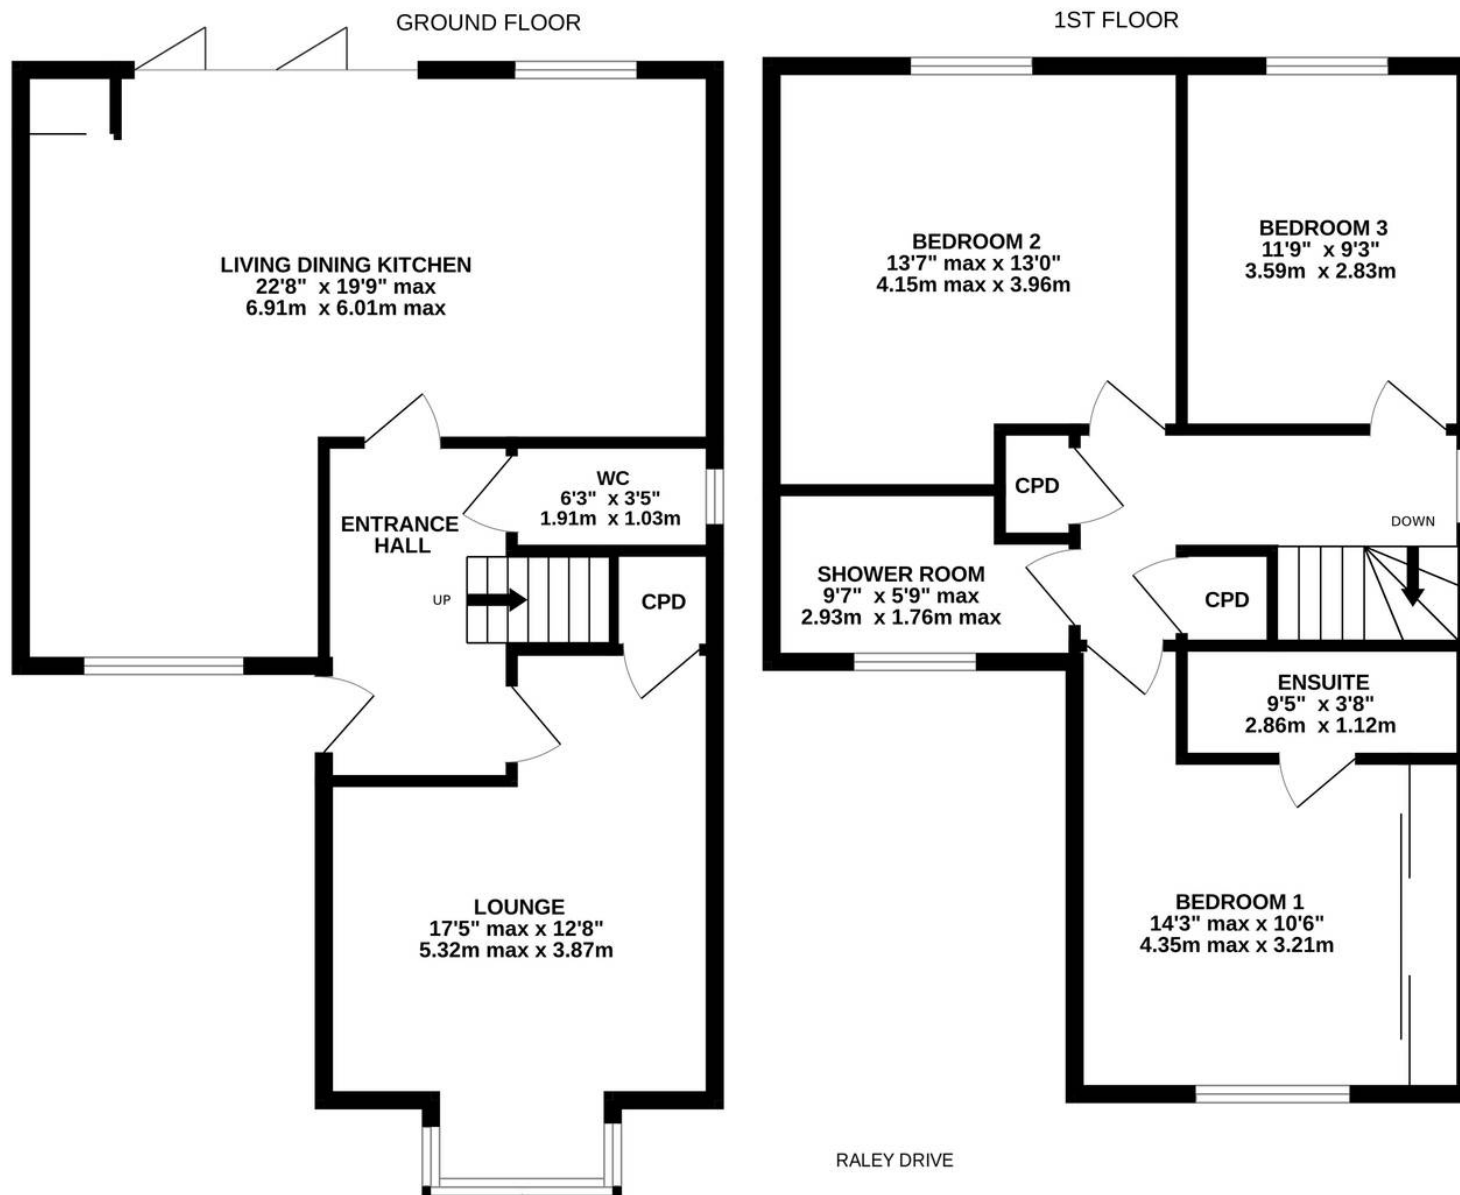 GROUND FLOOR
LIVING DINING KITCHEN
22'8" x 19'9" max
6.91m x 6.01m max
WC
6'3" x 3'5"
1.91m x 1.03m
ENTRANCE
HALL
UP
CPD
LOUNGE
17'5" max x 12'8"
5.32m max x 3.87m
1ST FLOOR
BEDROOM 2
13'7" max x 13'0"
4.15m max x 3.96m
BEDROOM 3
11'9" x 9'3"
3.59m x 2.83m
CPD
DOWN
SHOWER ROOM
9'7" x 5'9" max
2.93m x 1.76m max
CPD
ENSUITE
9'5" x 3'8"
2.86m x 1.12m
BEDROOM 1
14'3" max x 10'6"
4.35m max x 3.21m
RALEY DRIVE